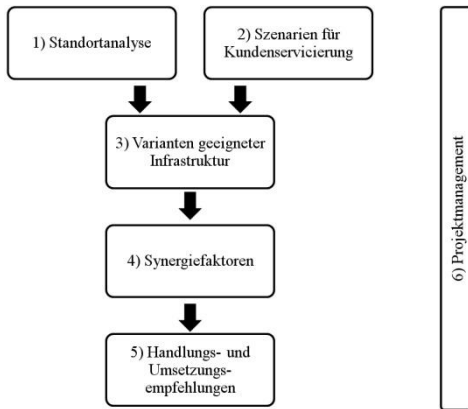 1) Standortanalyse
2) Szenarien für
Kundenservicierung
3) Varianten geeigneter
Infrastruktur
4) Synergiefaktoren
5) Handlungs- und
Umsetzungs-
empfehlungen
6) Projektmanagement